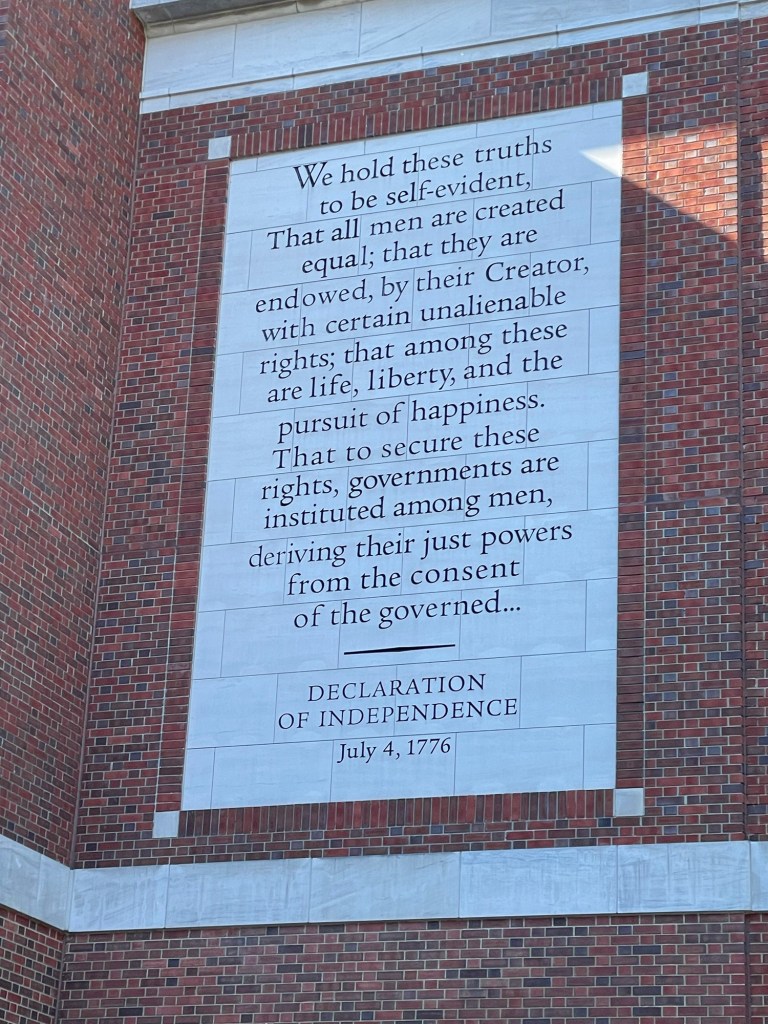 We hold these truths
to be self-evident,
That all men are created
equal; that they are
endowed, by their Creator,
with certain unalienable
rights; that among these
are life, liberty, and the
pursuit of happiness.
That to secure these
rights, governments are
instituted among men,
deriving their just powers
from the consent
of the governed...
DECLARATION
OF INDEPENDENCE
July 4, 1776